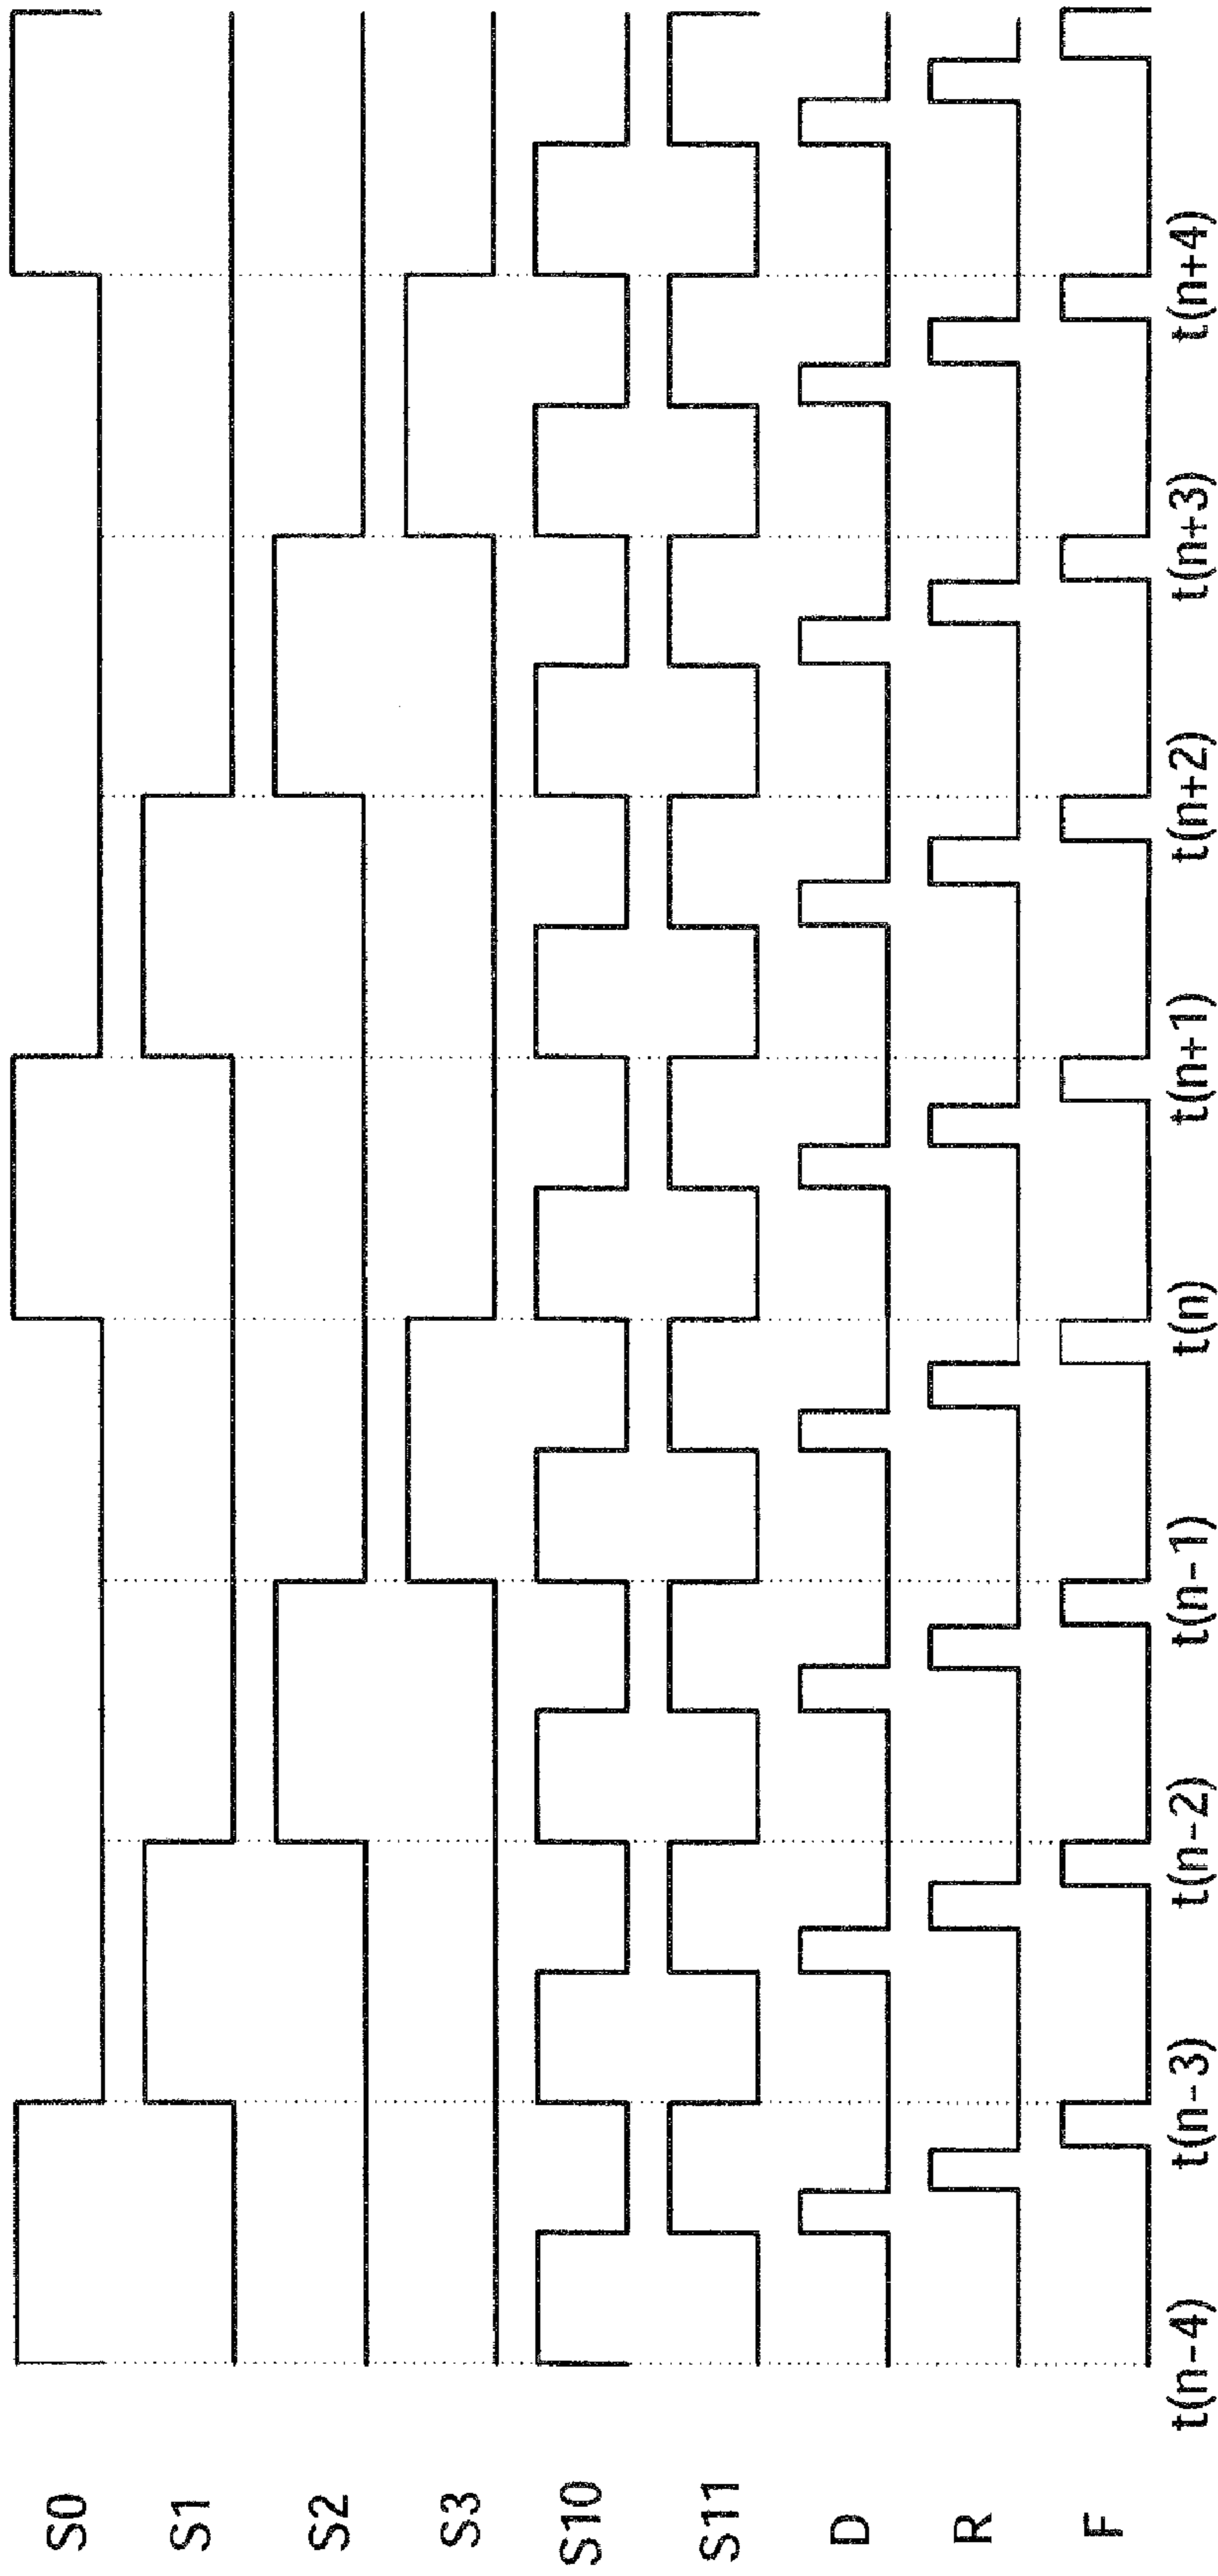 S0
S1
S2
S3
S10
S11
D
R
F
t(n-4) t(n-3) t(n-2) t(n-1) t(n) t(n+1) t(n+2) t(n+3) t(n+4)